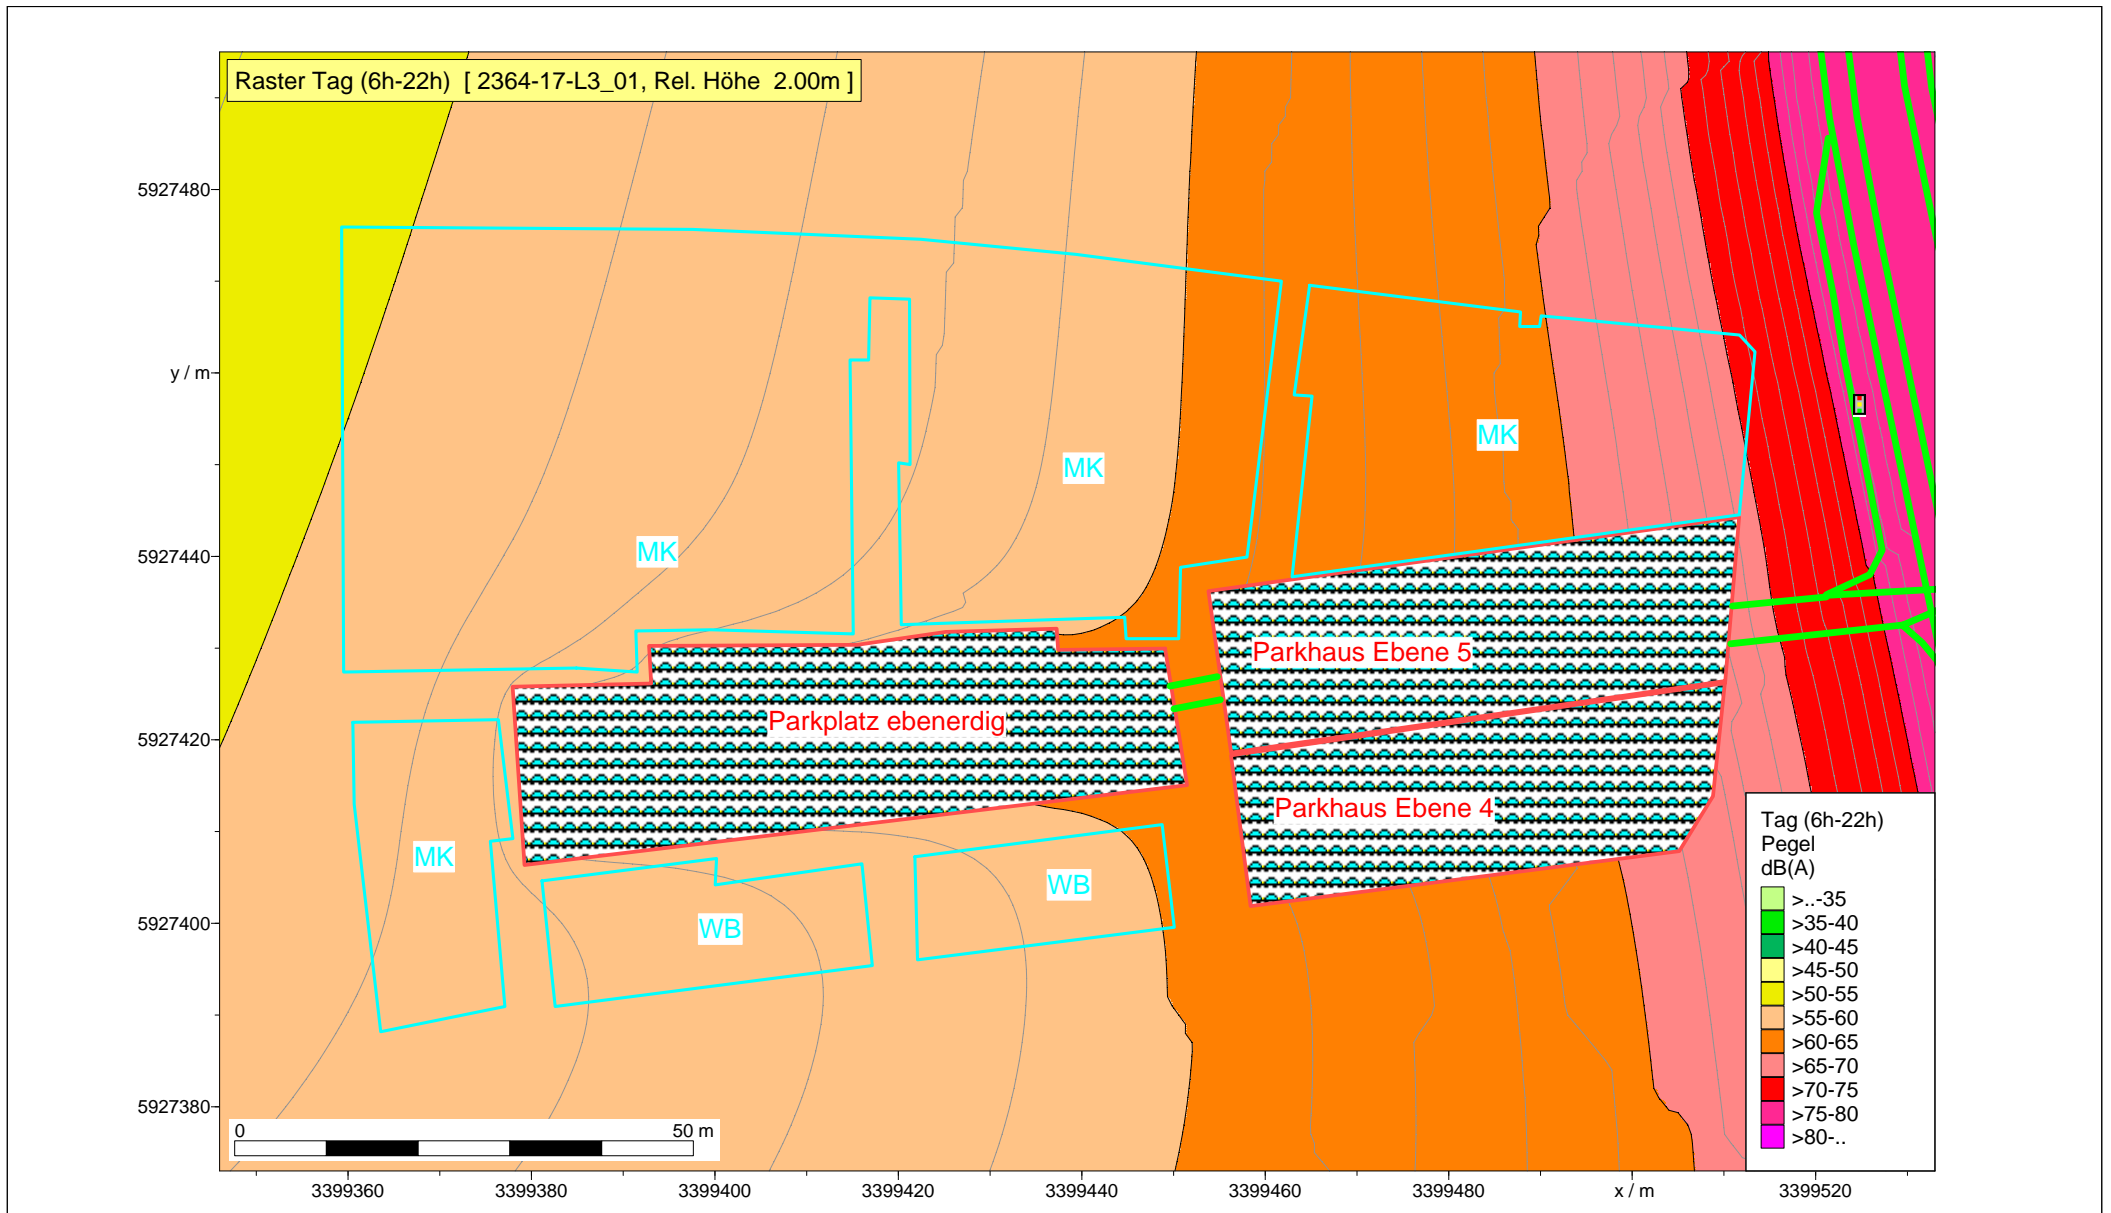 Raster Tag (6h-22h) [ 2364-17-L3_01, Rel. Höhe 2.00m ]
5927480
y / m
5927440
5927420
5927400
5927380
MK
MK
MK
MK
WB
WB
Parkplatz ebenerdig
Parkhaus Ebene 5
Parkhaus Ebene 4
Tag (6h-22h)
Pegel
dB(A)
>..-35
>35-40
>40-45
>45-50
>50-55
>55-60
>60-65
>65-70
>70-75
>75-80
>80-..
0 50 m
3399360 3399380 3399400 3399420 3399440 3399460 3399480 x / m 3399520